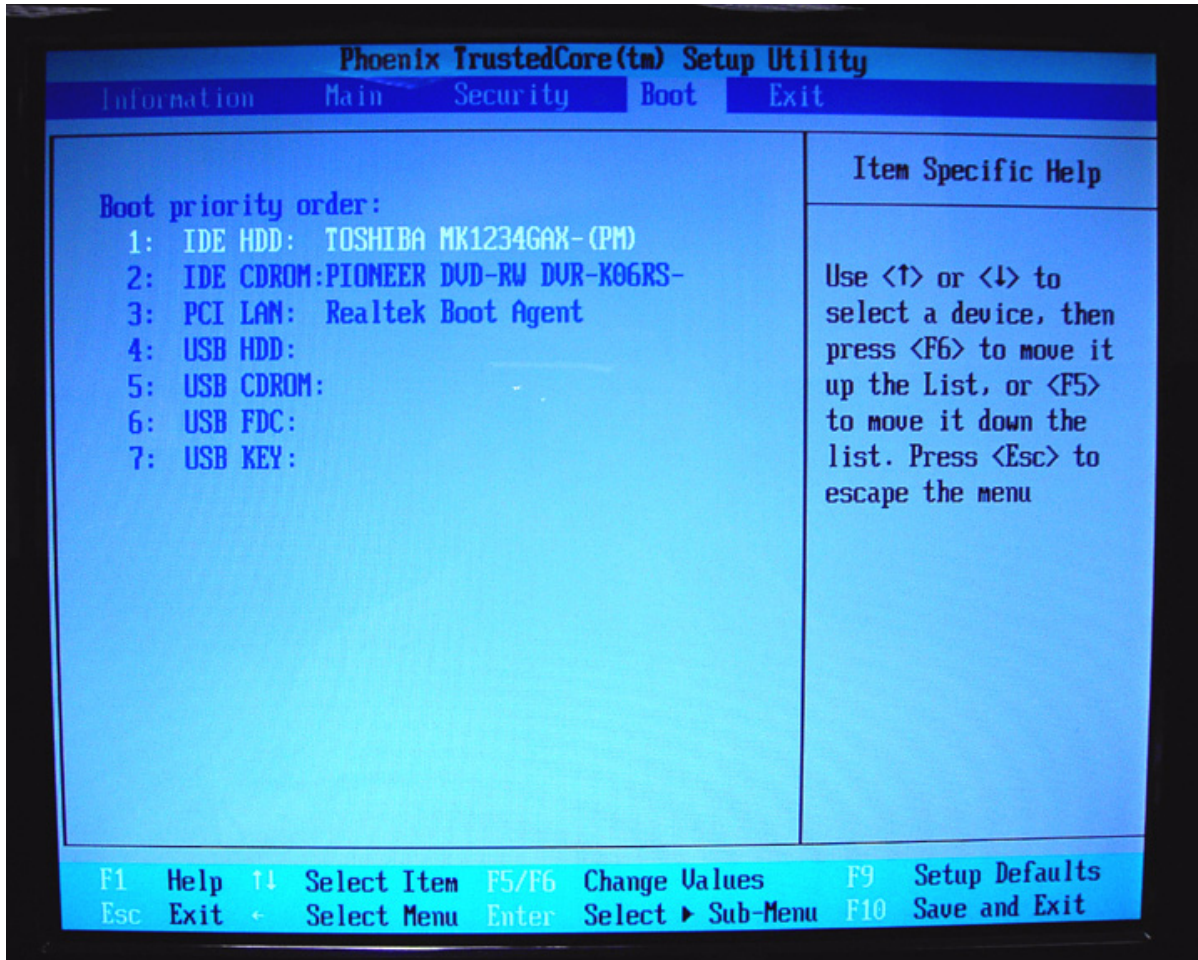 Phoenix TrustedCore(tm) Setup Utility
Information Main Security Boot Exit
Boot priority order:
1: IDE HDD: TOSHIBA MK1234GAX-(PM)
2: IDE CDROM:PIONEER DVD-RW DVR-K06RS-
3: PCI LAN: Realtek Boot Agent
4: USB HDD:
5: USB CDROM:
6: USB FDC:
7: USB KEY:
Item Specific Help
Use <↑> or <↓> to
select a device, then
press <F6> to move it
up the List, or <F5>
to move it down the
list. Press <Esc> to
escape the menu
F1 Help ↑↓ Select Item F5/F6 Change Values F9 Setup Defaults
Esc Exit ← Select Menu Enter Select ▶ Sub-Menu F10 Save and Exit